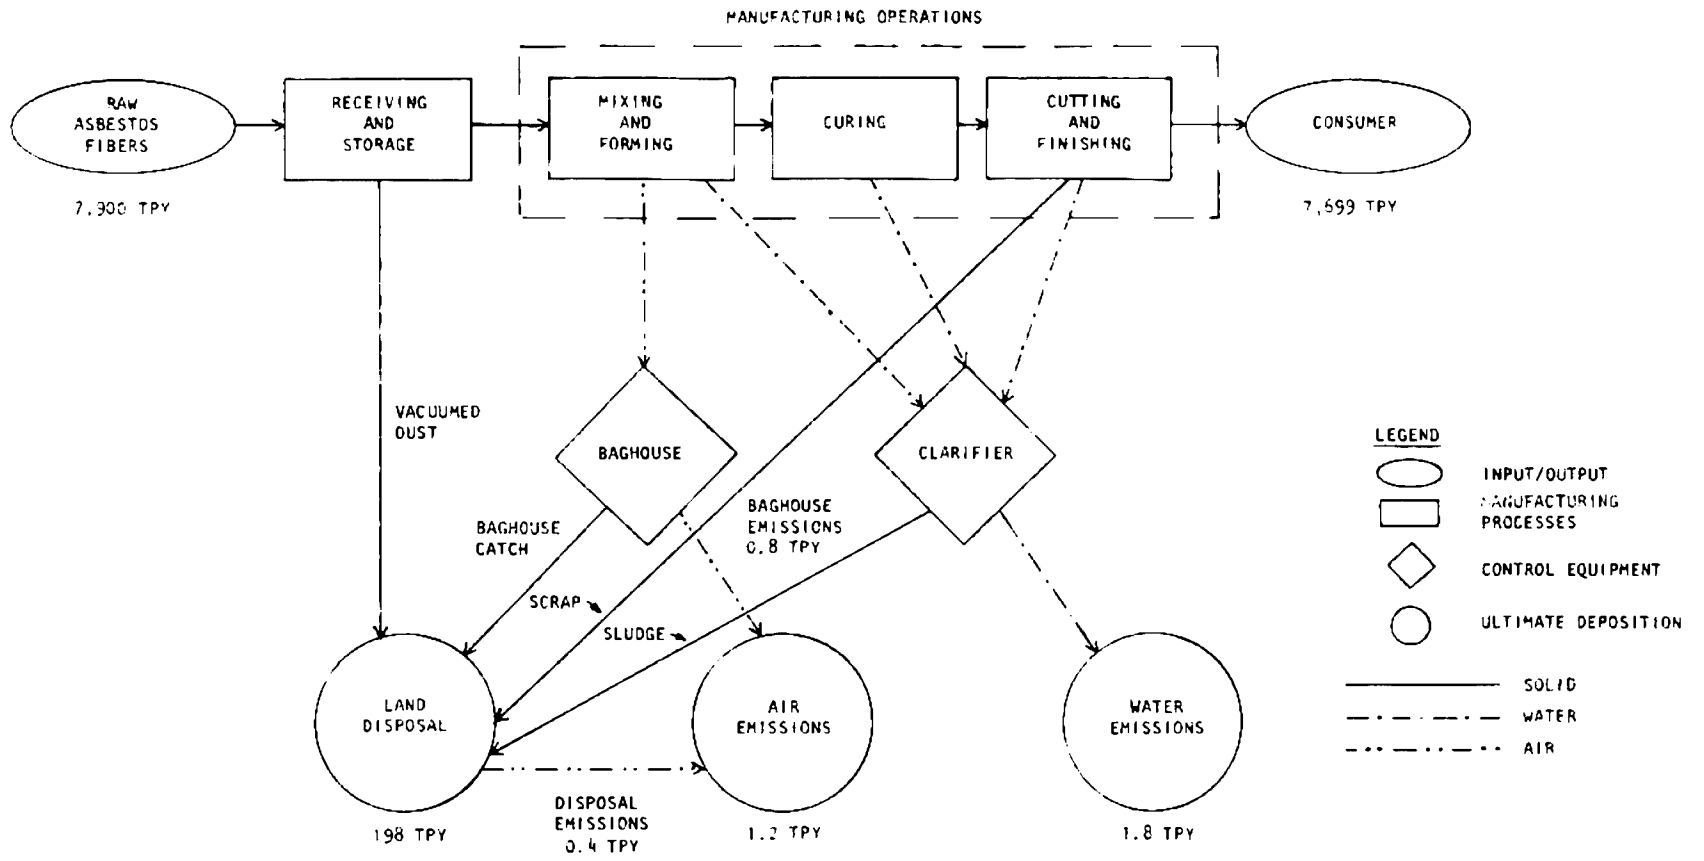 MANUFACTURING OPERATIONS
RAW
ASBESTOS
FIBERS
RECEIVING
AND
STORAGE
MIXING
AND
FORMING
CURING
CUTTING
AND
FINISHING
CONSUMER
7,900 TPY
7,699 TPY
VACUUMED
DUST
BAGHOUSE
CLARIFIER
BAGHOUSE
CATCH
BAGHOUSE
EMISSIONS
0.8 TPY
SCRAP
SLUDGE
LAND
DISPOSAL
AIR
EMISSIONS
WATER
EMISSIONS
198 TPY
DISPOSAL
EMISSIONS
0.4 TPY
1.2 TPY
1.8 TPY
LEGEND
INPUT/OUTPUT
MANUFACTURING
PROCESSES
CONTROL EQUIPMENT
ULTIMATE DEPOSITION
SOLID
WATER
AIR